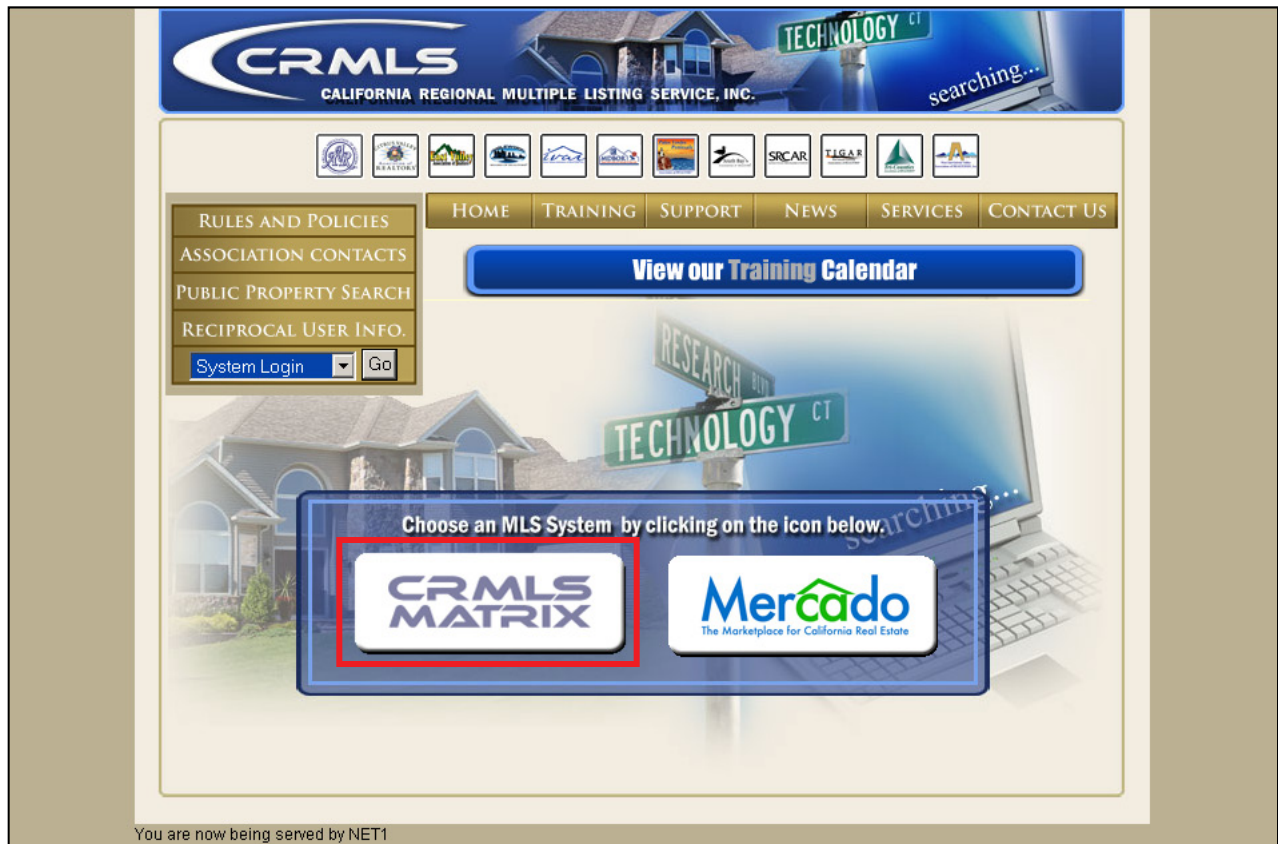 CRMLS
CALIFORNIA REGIONAL MULTIPLE LISTING SERVICE, INC.
TECHNOLOGY CT
searching...
ivar
SRCAR
TIGAR
RULES AND POLICIES
ASSOCIATION CONTACTS
PUBLIC PROPERTY SEARCH
RECIPROCAL USER INFO.
System Login Go
HOME TRAINING SUPPORT NEWS SERVICES CONTACT US
View our Training Calendar
RESEARCH BLVD
TECHNOLOGY CT
searching...
Choose an MLS System by clicking on the icon below.
CRMLS
MATRIX
Mercado
The Marketplace for California Real Estate
You are now being served by NET1